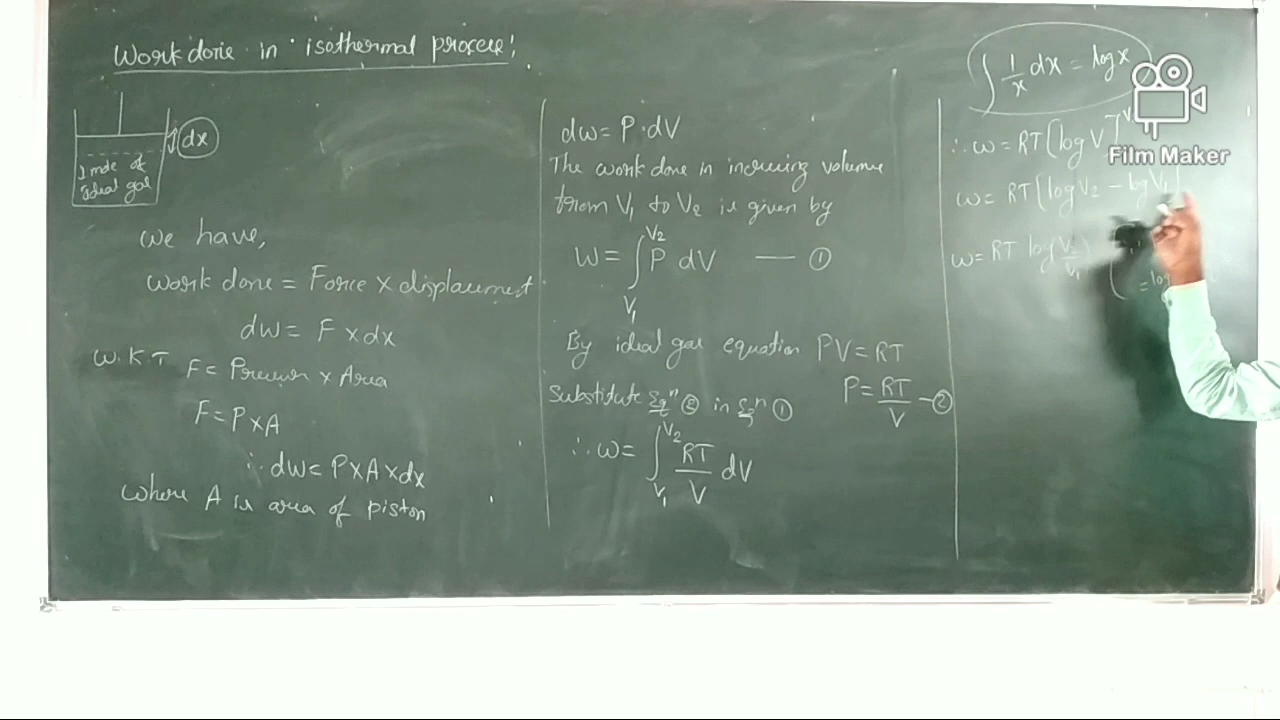 Work done in isothermal process!
dx
1 mole of
ideal gas
we have,
work done = Force × displacement
dw = F × dx
W.K.T F = Pressure × Area
F = P × A
∴ dw = P × A × dx
where A is area of piston
dw = P·dV
The work done in increasing volume
from V₁ to V₂ is given by
W = ∫_{V₁}^{V₂} P dV — ①
By ideal gas equation PV = RT
P = RT/V — ②
Substitute Eqⁿ ② in Eqⁿ ①
∴ w = ∫_{V₁}^{V₂} RT/V dV
∫ 1/x dx = log x
∴ w = RT [log V]
w = RT [log V₂ − log V₁]
w = RT log V₂/V₁
= log
Film Maker